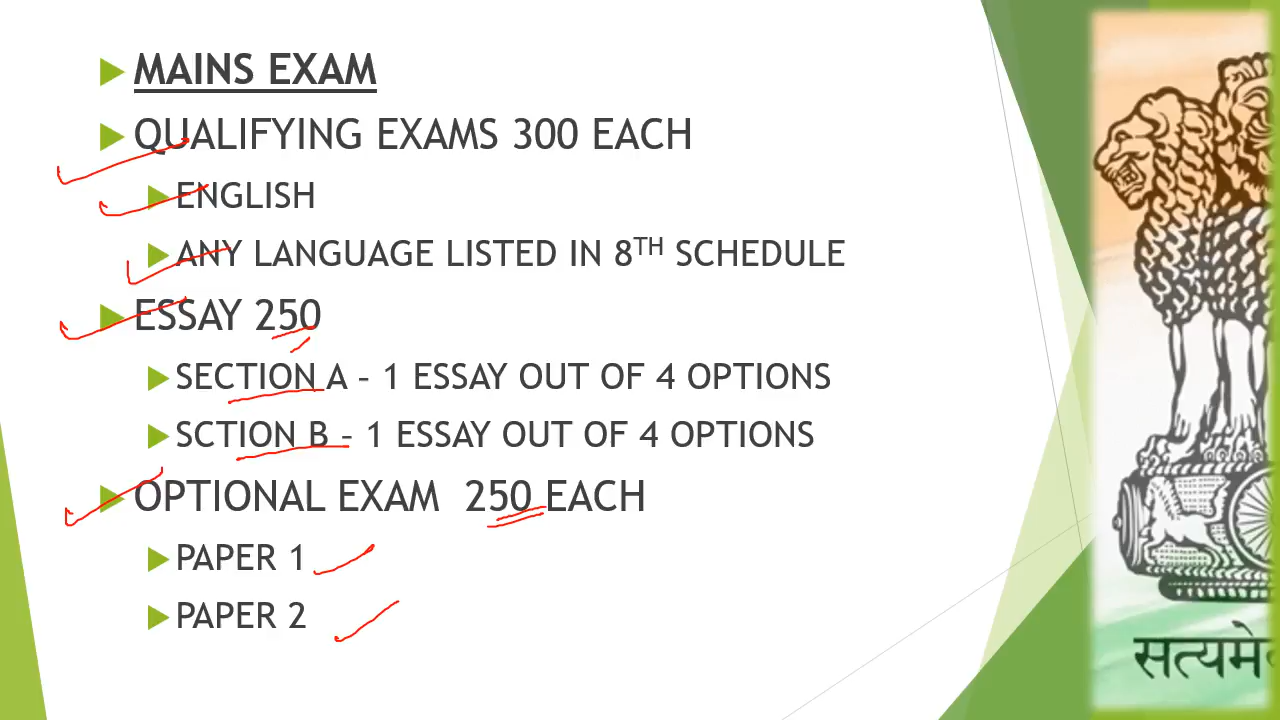 MAINS EXAM
QUALIFYING EXAMS 300 EACH
ENGLISH
ANY LANGUAGE LISTED IN 8TH SCHEDULE
ESSAY 250
SECTION A – 1 ESSAY OUT OF 4 OPTIONS
SCTION B – 1 ESSAY OUT OF 4 OPTIONS
OPTIONAL EXAM 250 EACH
PAPER 1
PAPER 2